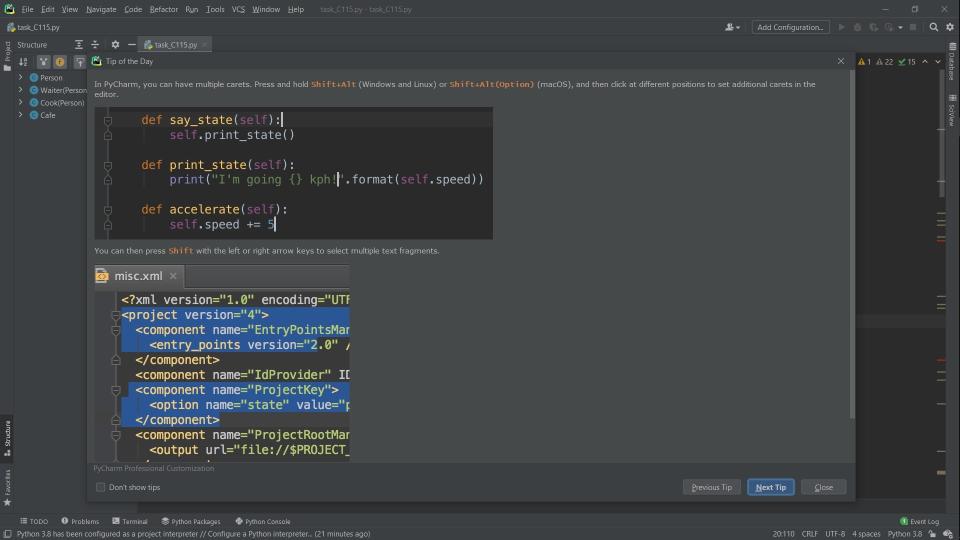 File Edit View Navigate Code Refactor Run Tools VCS Window Help task_C115.py - task_C115.py
task_C115.py Add Configuration...
Project
Structure
task_C115.py
Person
Waiter(Person
Cook(Person)
Cafe
Tip of the Day
1 22 15
In PyCharm, you can have multiple carets. Press and hold Shift+Alt (Windows and Linux) or Shift+Alt(Option) (macOS), and then click at different positions to set additional carets in the
editor.
def say_state(self):
self.print_state()
def print_state(self):
print("I'm going {} kph!".format(self.speed))
def accelerate(self):
self.speed += 5
You can then press Shift with the left or right arrow keys to select multiple text fragments.
misc.xml
<?xml version="1.0" encoding="UTF
<project version="4">
<component name="EntryPointsMan
<entry_points version="2.0" /
</component>
<component name="IdProvider" ID
<component name="ProjectKey">
<option name="state" value="p
</component>
<component name="ProjectRootMan
<output url="file://$PROJECT_
PyCharm Professional Customization
Don't show tips
Previous Tip Next Tip Close
Database
SciView
Structure
Favorites
TODO Problems Terminal Python Packages Python Console 1 Event Log
Python 3.8 has been configured as a project interpreter // Configure a Python interpreter... (21 minutes ago) 20:110 CRLF UTF-8 4 spaces Python 3.8